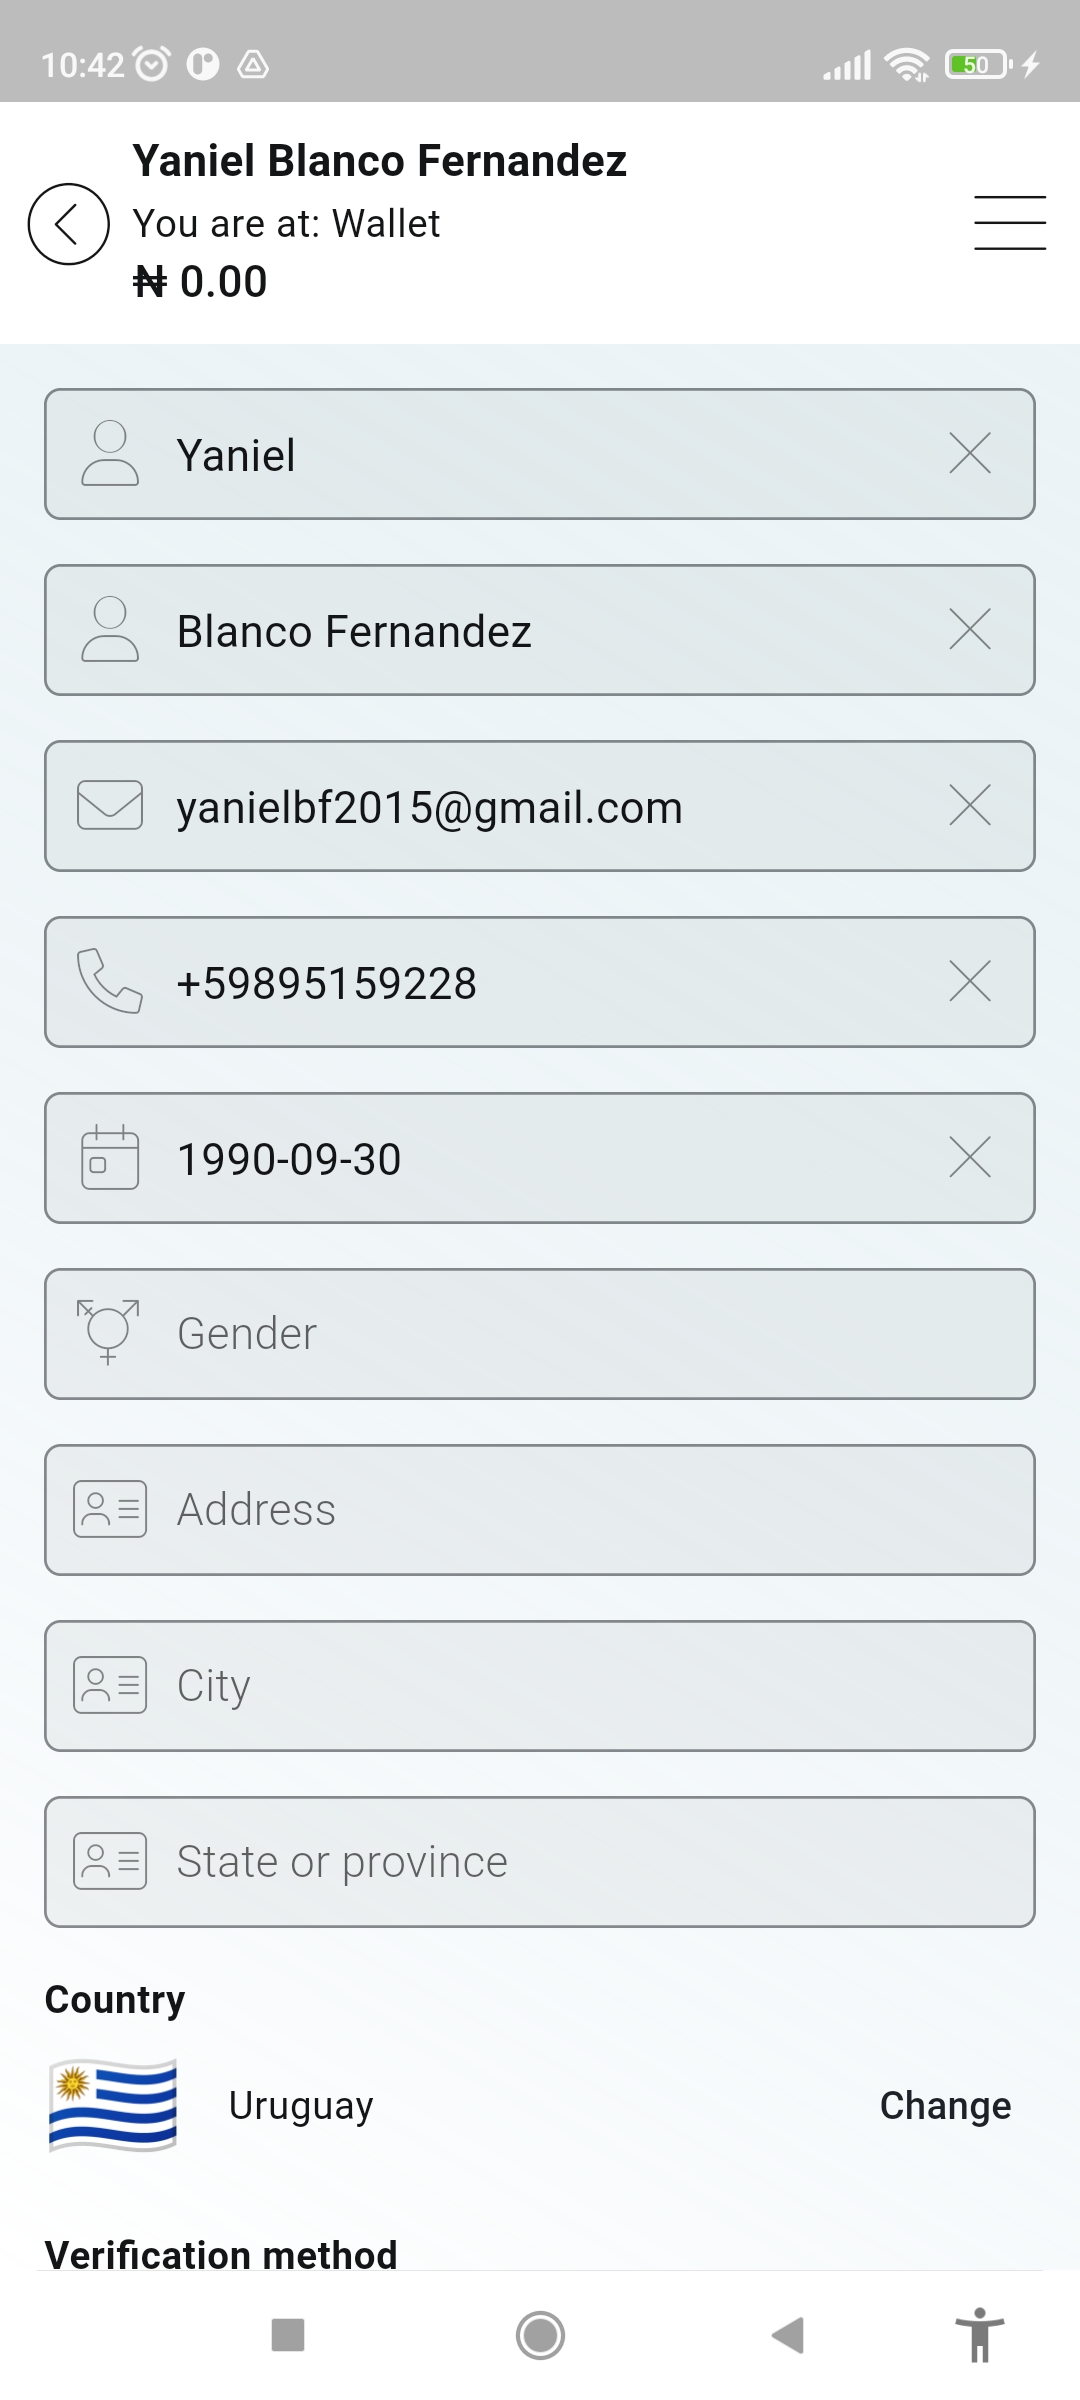 10:42
50
Yaniel Blanco Fernandez
You are at: Wallet
₦ 0.00
Yaniel
Blanco Fernandez
yanielbf2015@gmail.com
+59895159228
1990-09-30
Gender
Address
City
State or province
Country
Uruguay
Change
Verification method